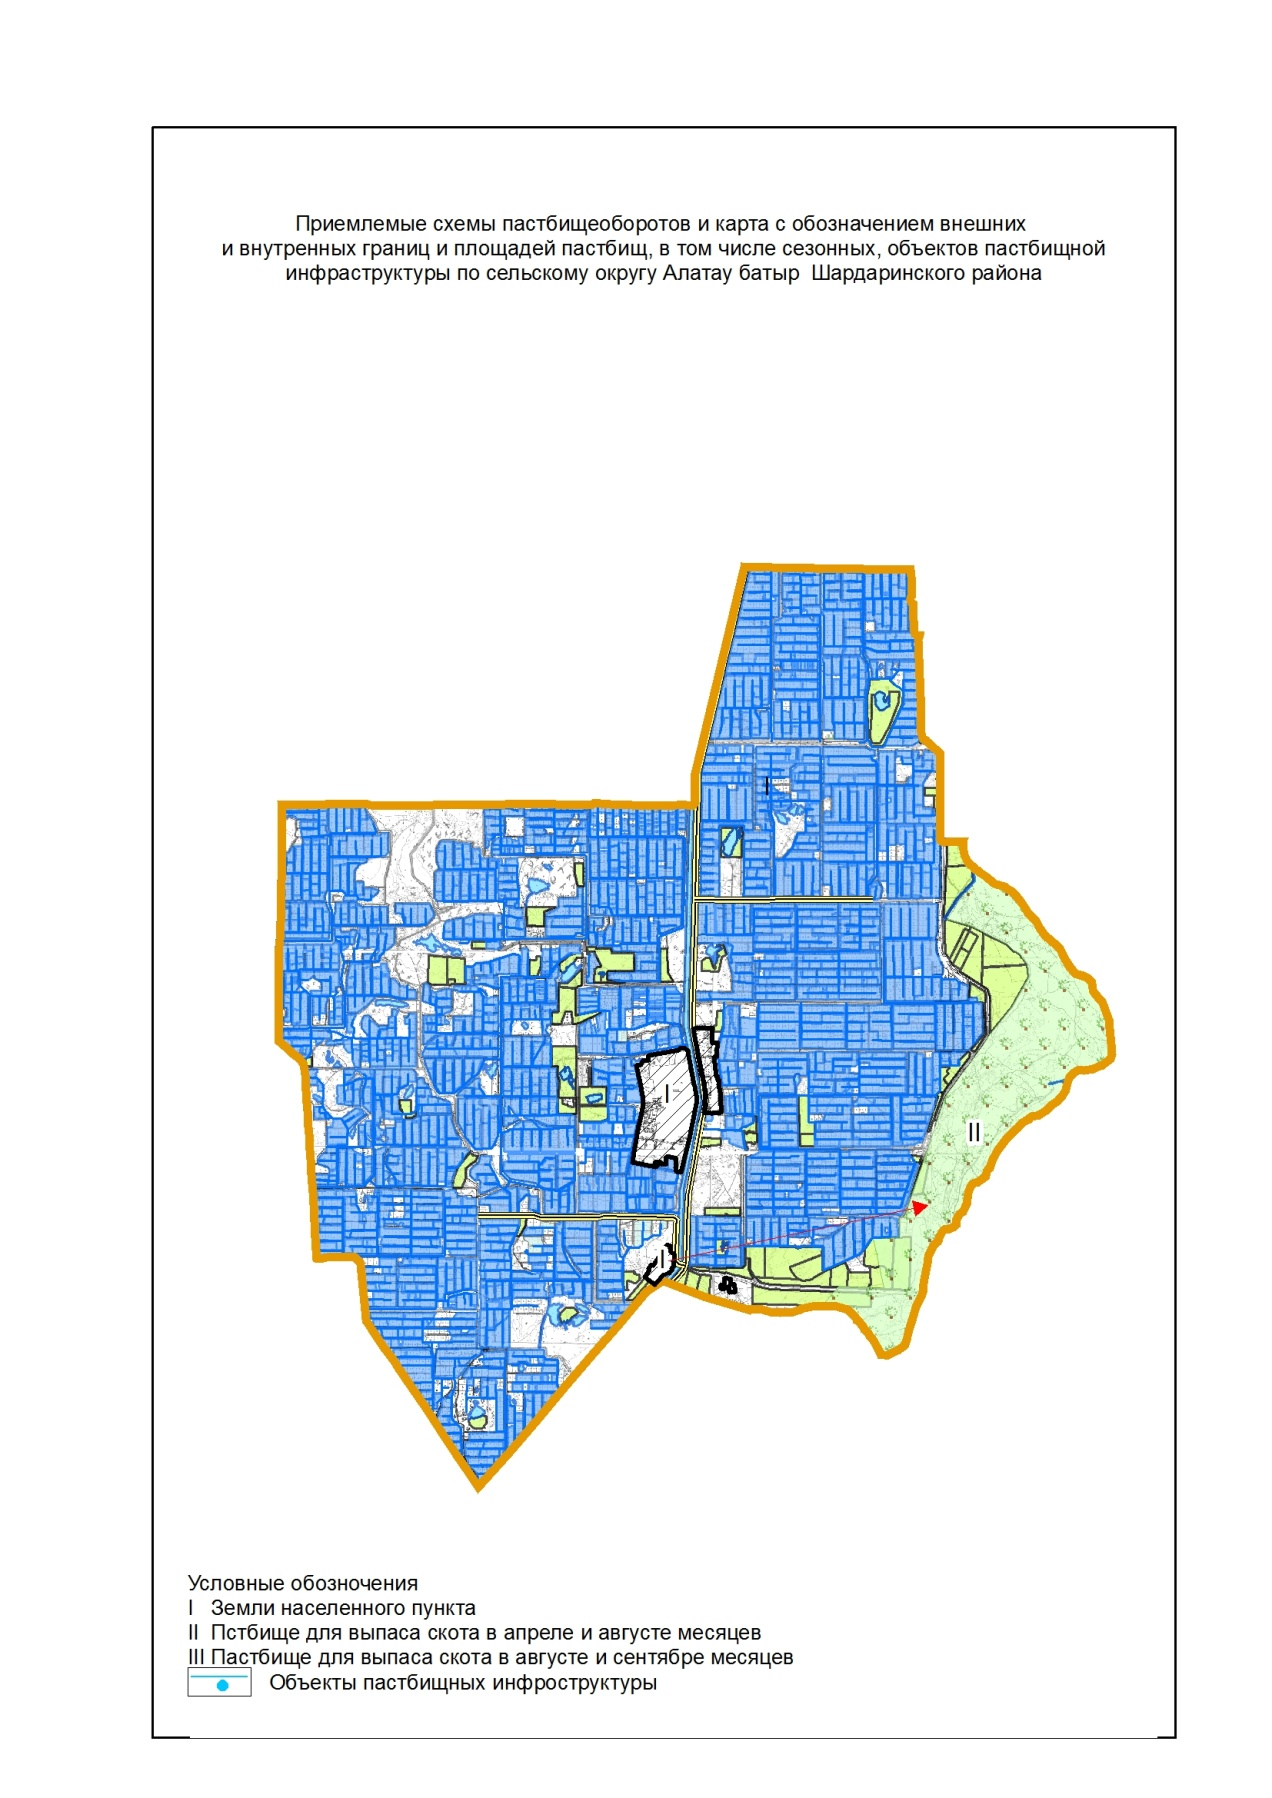 Приемлемые схемы пастбищеоборотов и карта с обозначением внешних
и внутренных границ и площадей пастбищ, в том числе сезонных, объектов пастбищной
инфраструктуры по сельскому округу Алатау батыр Шардаринского района
I
I
II
I
Условные обозночения
I Земли населенного пункта
II Пстбище для выпаса скота в апреле и августе месяцев
III Пастбище для выпаса скота в августе и сентябре месяцев
Объекты пастбищных инфроструктуры